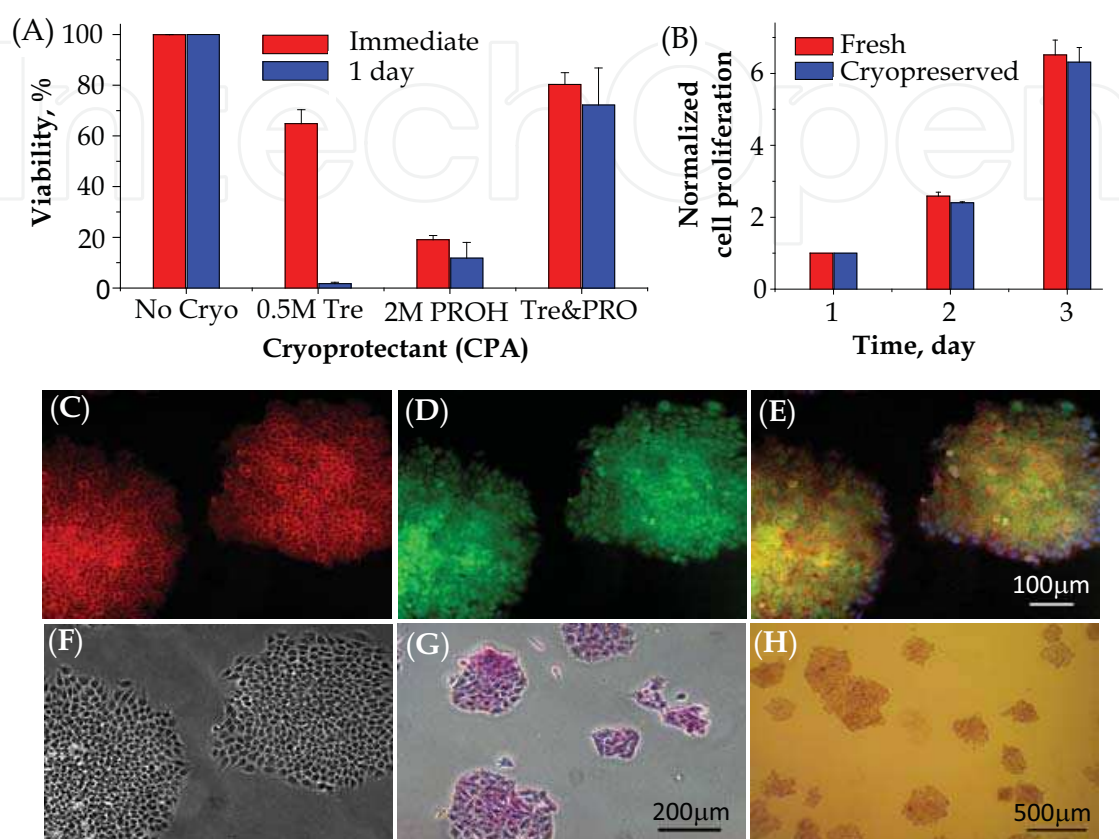 (A)
100
80
60
40
20
0
Viability, %
Immediate
1 day
No Cryo 0.5M Tre 2M PROH Tre&PRO
Cryoprotectant (CPA)
(B)
6
4
2
0
Normalized
cell proliferation
Fresh
Cryopreserved
1 2 3
Time, day
IntechOpen
(C)
(D)
(E)
100µm
(F)
(G)
200µm
(H)
500µm